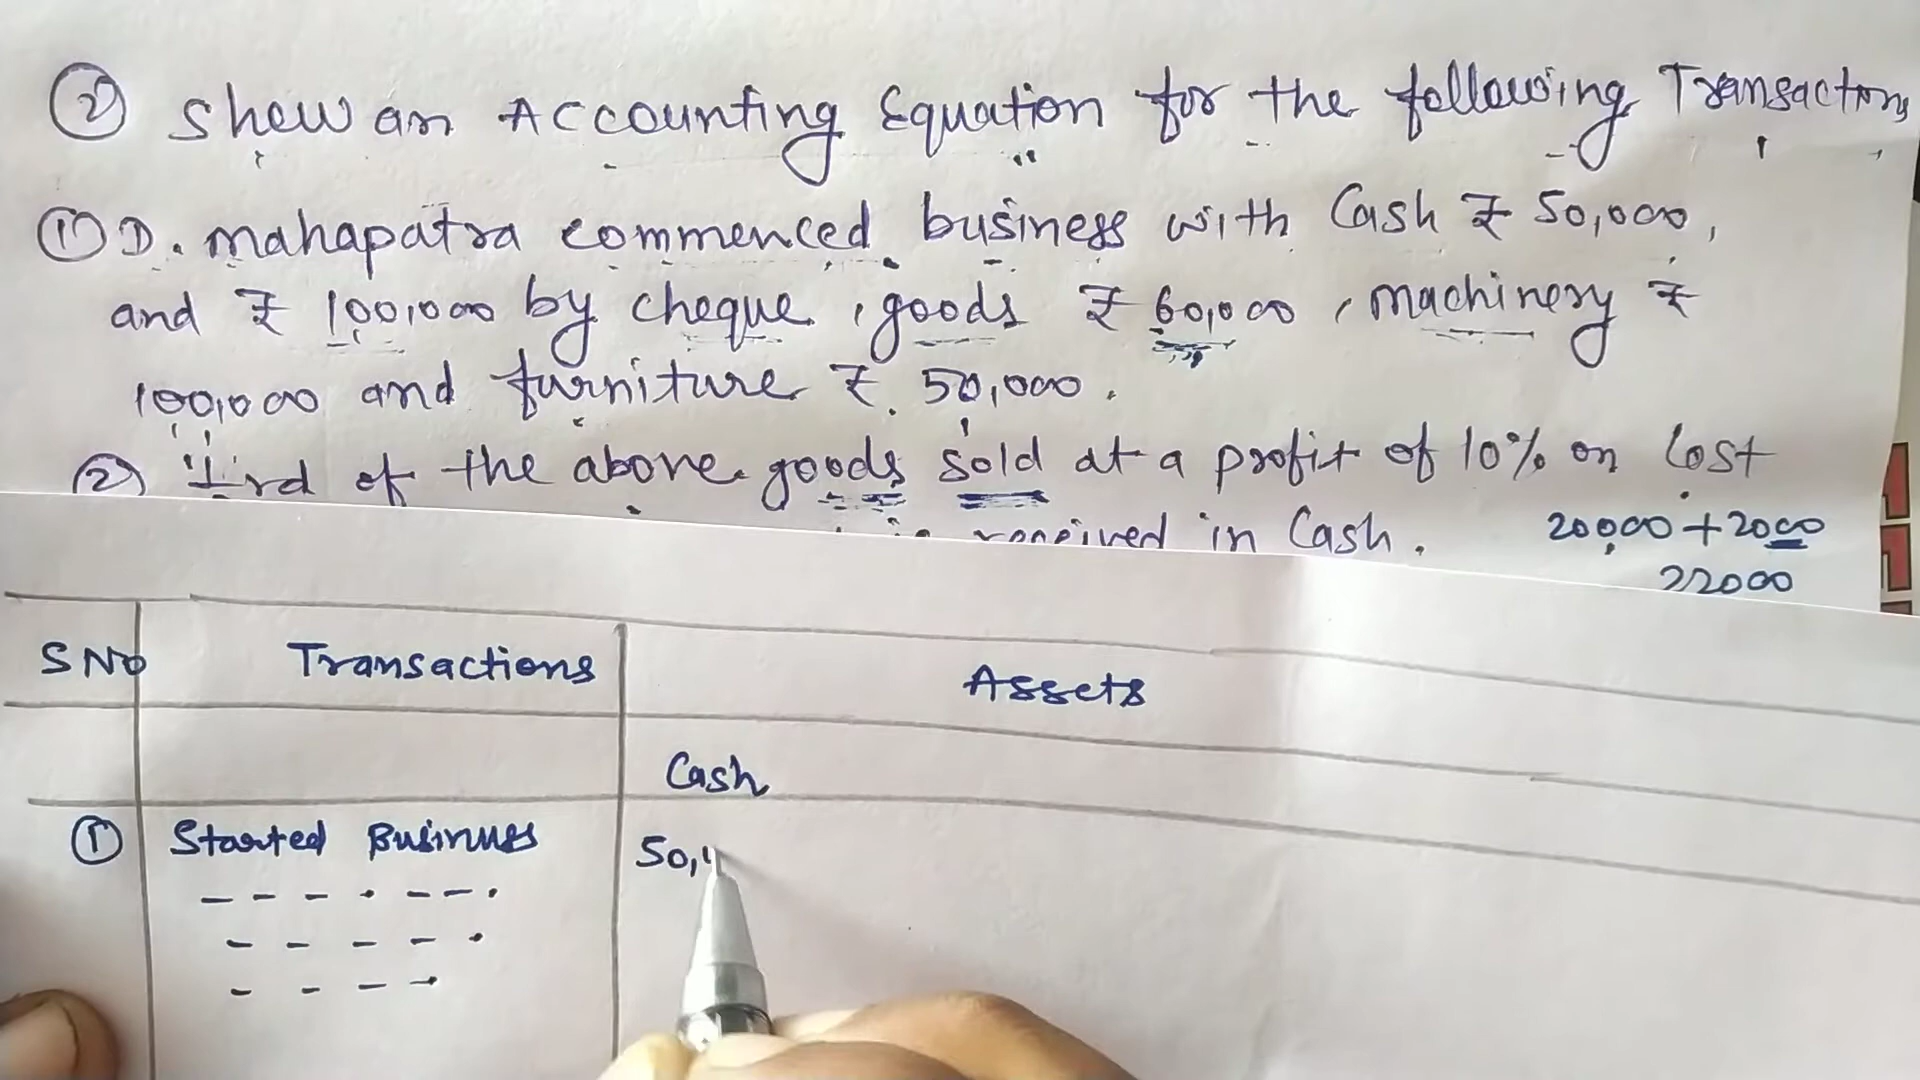 ② Show an Accounting Equation for the following Transactions
① D. mahapatra commenced business with Cash ₹ 50,000,
and ₹ 100,000 by cheque, goods ₹ 60,000, machinery ₹
100,000 and furniture ₹ 50,000.
② rd of the above goods sold at a profit of 10% on Cost
received in Cash.
20000 + 2000
22000
S No Transactions Assets
Cash
① Started Business 50,